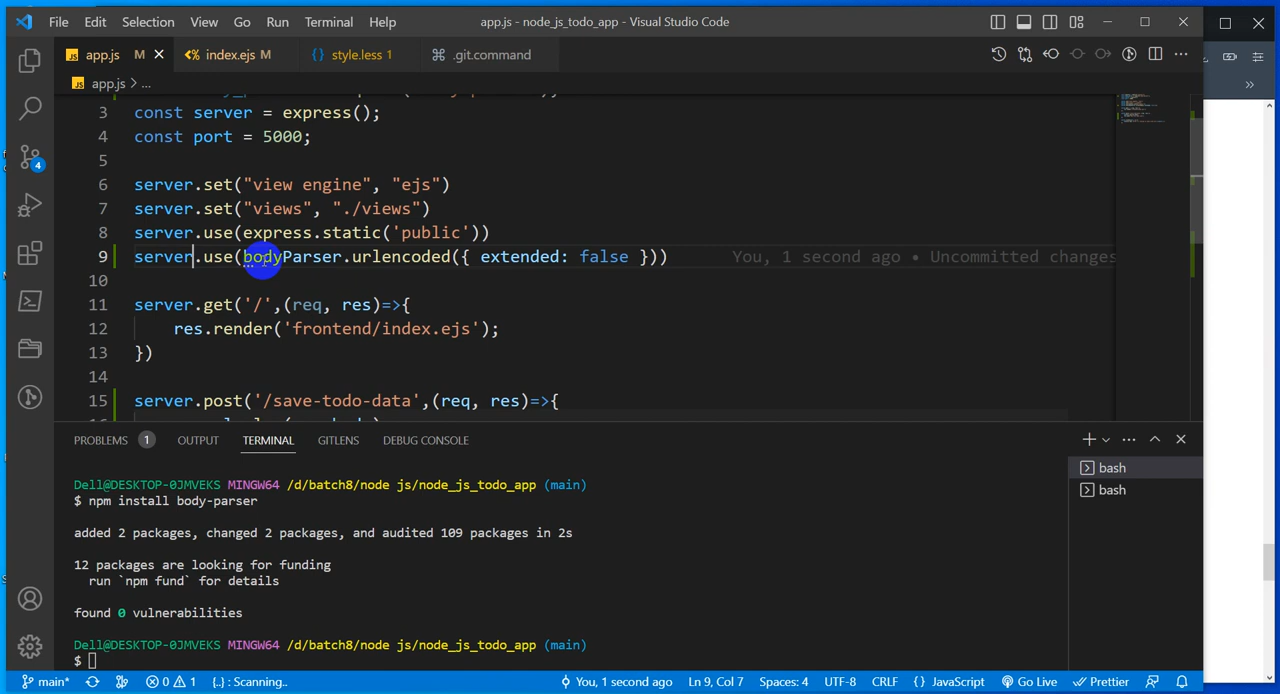 File Edit Selection View Go Run Terminal Help app.js - node_js_todo_app - Visual Studio Code
JS app.js M index.ejs M {} style.less 1 .git.command
JS app.js > ...
3 const server = express();
4 const port = 5000;
5
6 server.set("view engine", "ejs")
7 server.set("views", "./views")
8 server.use(express.static('public'))
9 server.use(bodyParser.urlencoded({ extended: false })) You, 1 second ago • Uncommitted changes
10
11 server.get('/',(req, res)=>{
12 res.render('frontend/index.ejs');
13 })
14
15 server.post('/save-todo-data',(req, res)=>{
4
PROBLEMS 1 OUTPUT TERMINAL GITLENS DEBUG CONSOLE
Dell@DESKTOP-0JMVEKS MINGW64 /d/batch8/node js/node_js_todo_app (main)
$ npm install body-parser
added 2 packages, changed 2 packages, and audited 109 packages in 2s
12 packages are looking for funding
run `npm fund` for details
found 0 vulnerabilities
Dell@DESKTOP-0JMVEKS MINGW64 /d/batch8/node js/node_js_todo_app (main)
$
bash
bash
main* 0 1 {..} : Scanning.. You, 1 second ago Ln 9, Col 7 Spaces: 4 UTF-8 CRLF {} JavaScript Go Live Prettier